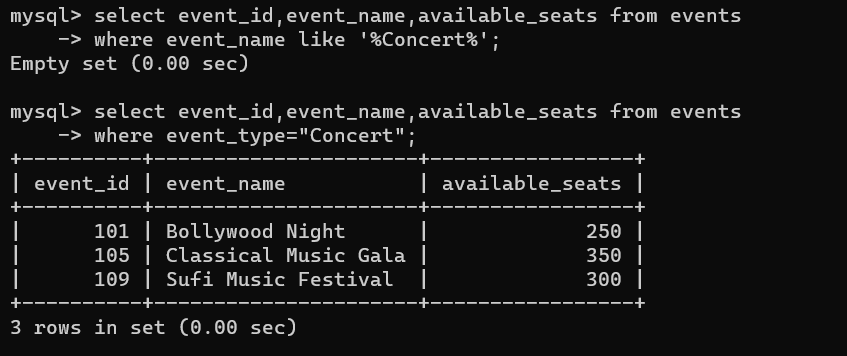 mysql> select event_id,event_name,available_seats from events
    -> where event_name like '%Concert%';
Empty set (0.00 sec)

mysql> select event_id,event_name,available_seats from events
    -> where event_type="Concert";
+----------+----------------------+-----------------+
| event_id | event_name           | available_seats |
+----------+----------------------+-----------------+
|      101 | Bollywood Night      |             250 |
|      105 | Classical Music Gala |             350 |
|      109 | Sufi Music Festival  |             300 |
+----------+----------------------+-----------------+
3 rows in set (0.00 sec)